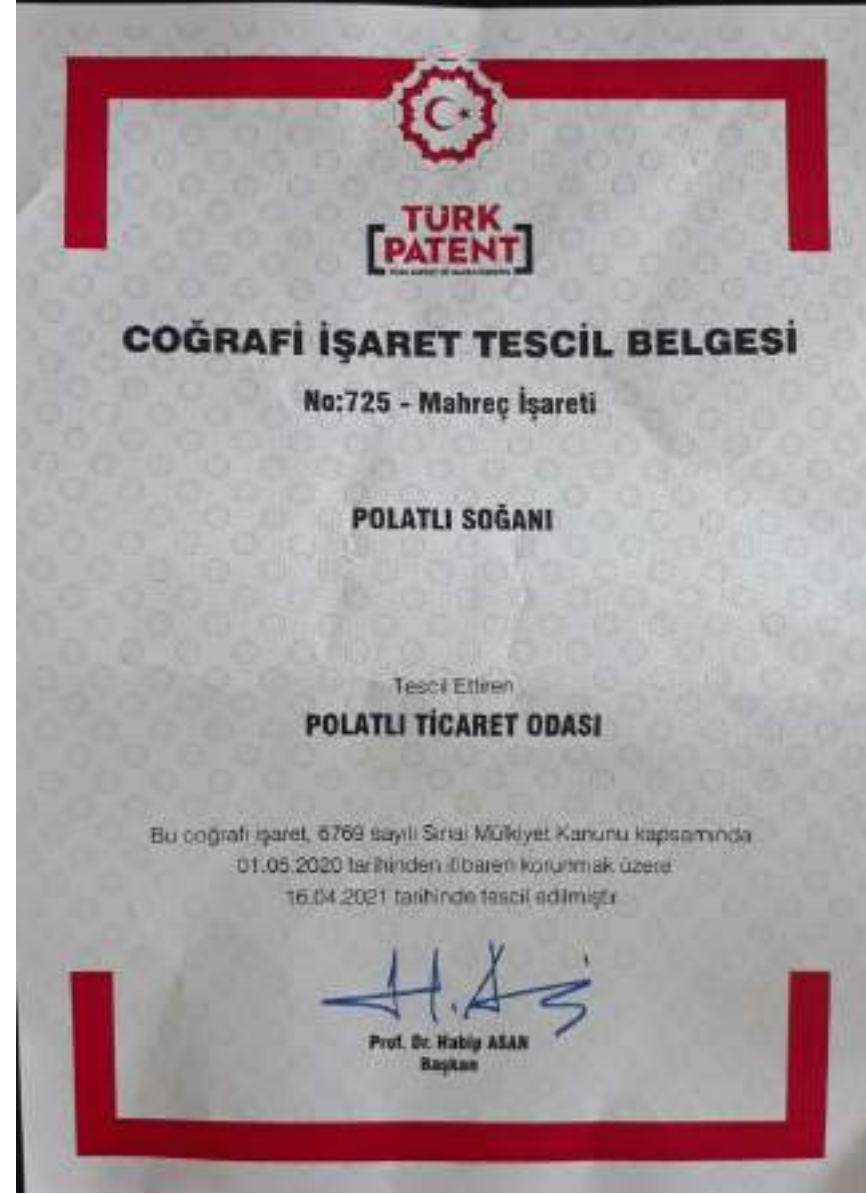 TÜRK
PATENT
COĞRAFİ İŞARET TESCİL BELGESİ
No:725 - Mahreç İşareti
POLATLI SOĞANI
Tescil Ettiren
POLATLI TİCARET ODASI
Bu coğrafi işaret, 6769 sayılı Sınai Mülkiyet Kanunu kapsamında
01.05.2020 tarihinden itibaren korunmak üzere
16.04.2021 tarihinde tescil edilmiştir.
H. Asan
Prof. Dr. Habip ASAN
Başkan